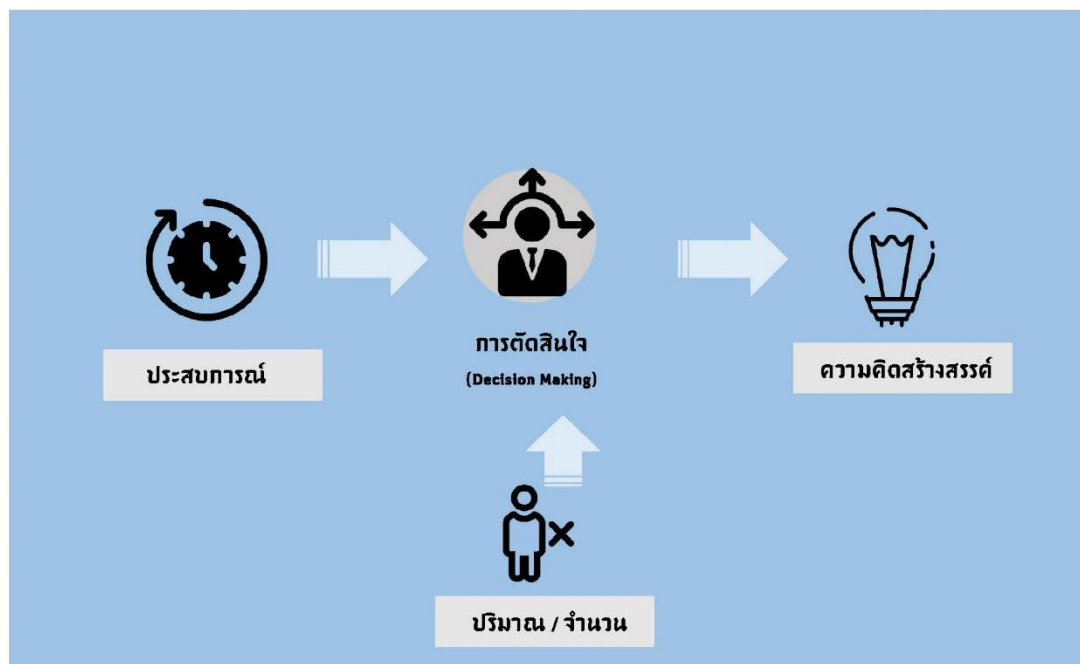 ประสบการณ์
การตัดสินใจ
(Decision Making)
ความคิดสร้างสรรค์
ปริมาณ / จำนวน